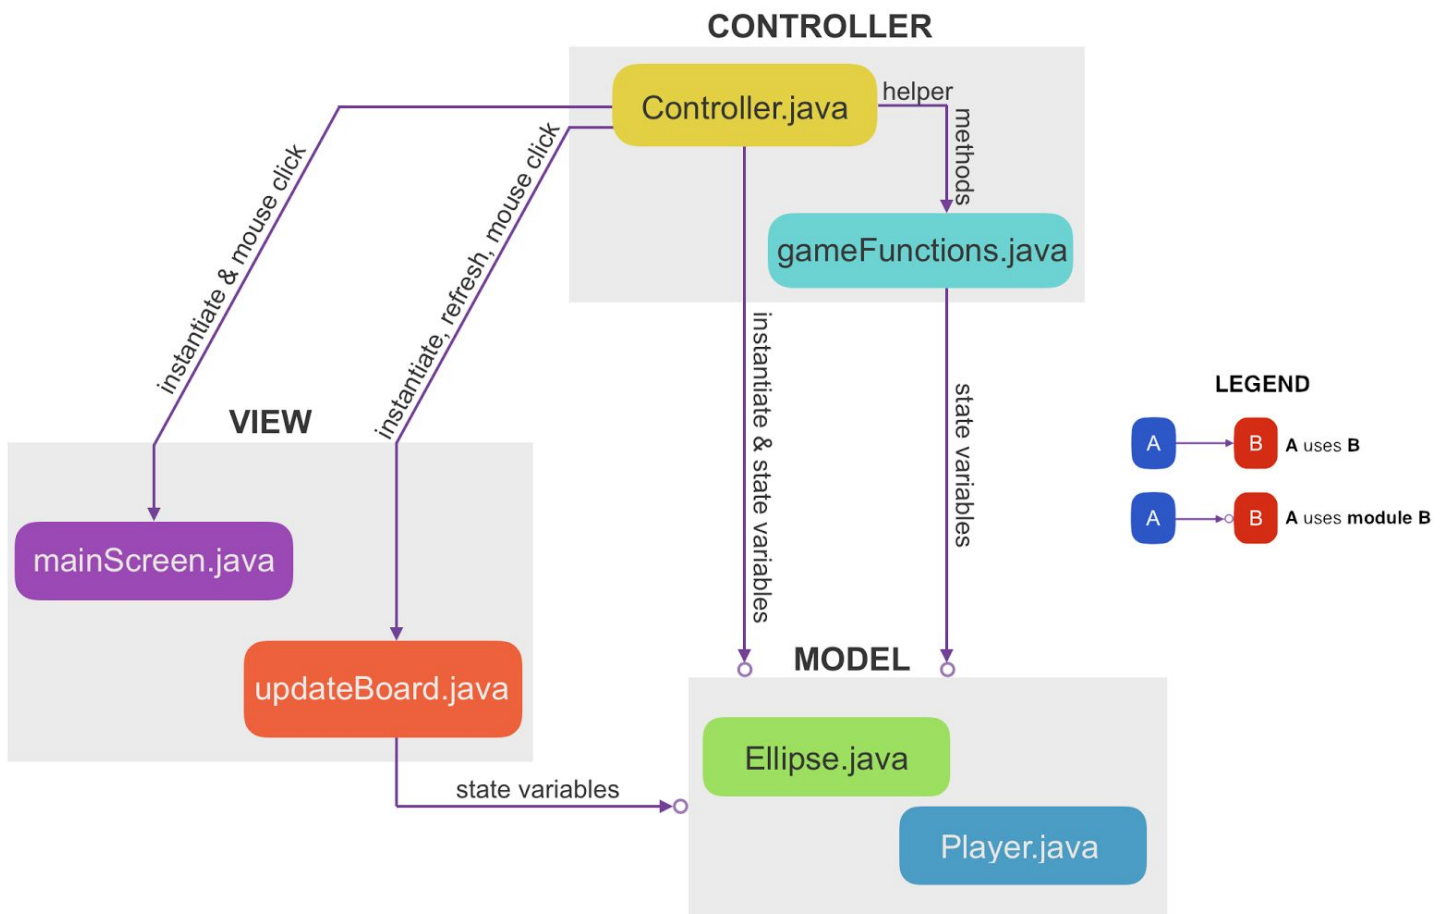 CONTROLLER
Controller.java
helper
methods
gameFunctions.java
instantiate & mouse click
instantiate, refresh, mouse click
instantiate & state variables
state variables
VIEW
mainScreen.java
updateBoard.java
state variables
MODEL
Ellipse.java
Player.java
LEGEND
A B A uses B
A B A uses module B